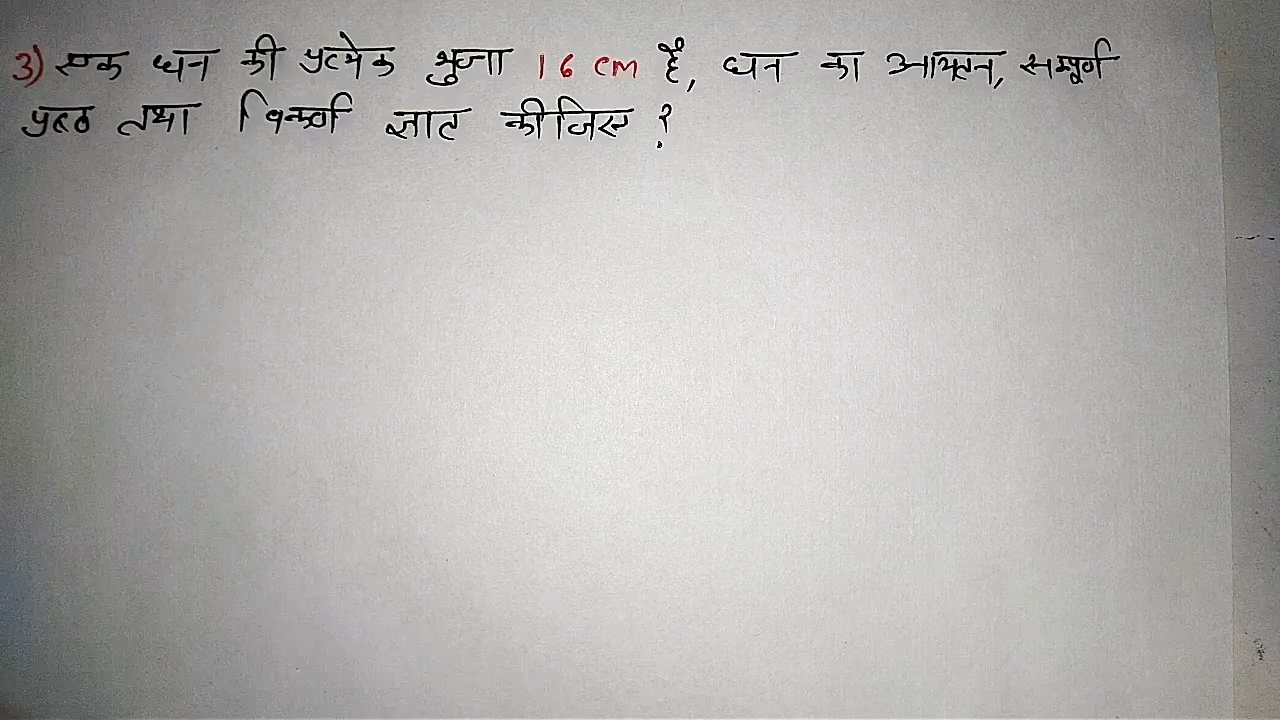 3) एक घन की प्रत्येक भुजा 16 cm है, घन का आयतन, सम्पूर्ण
पृष्ठ तथा विकर्ण ज्ञात कीजिए ?